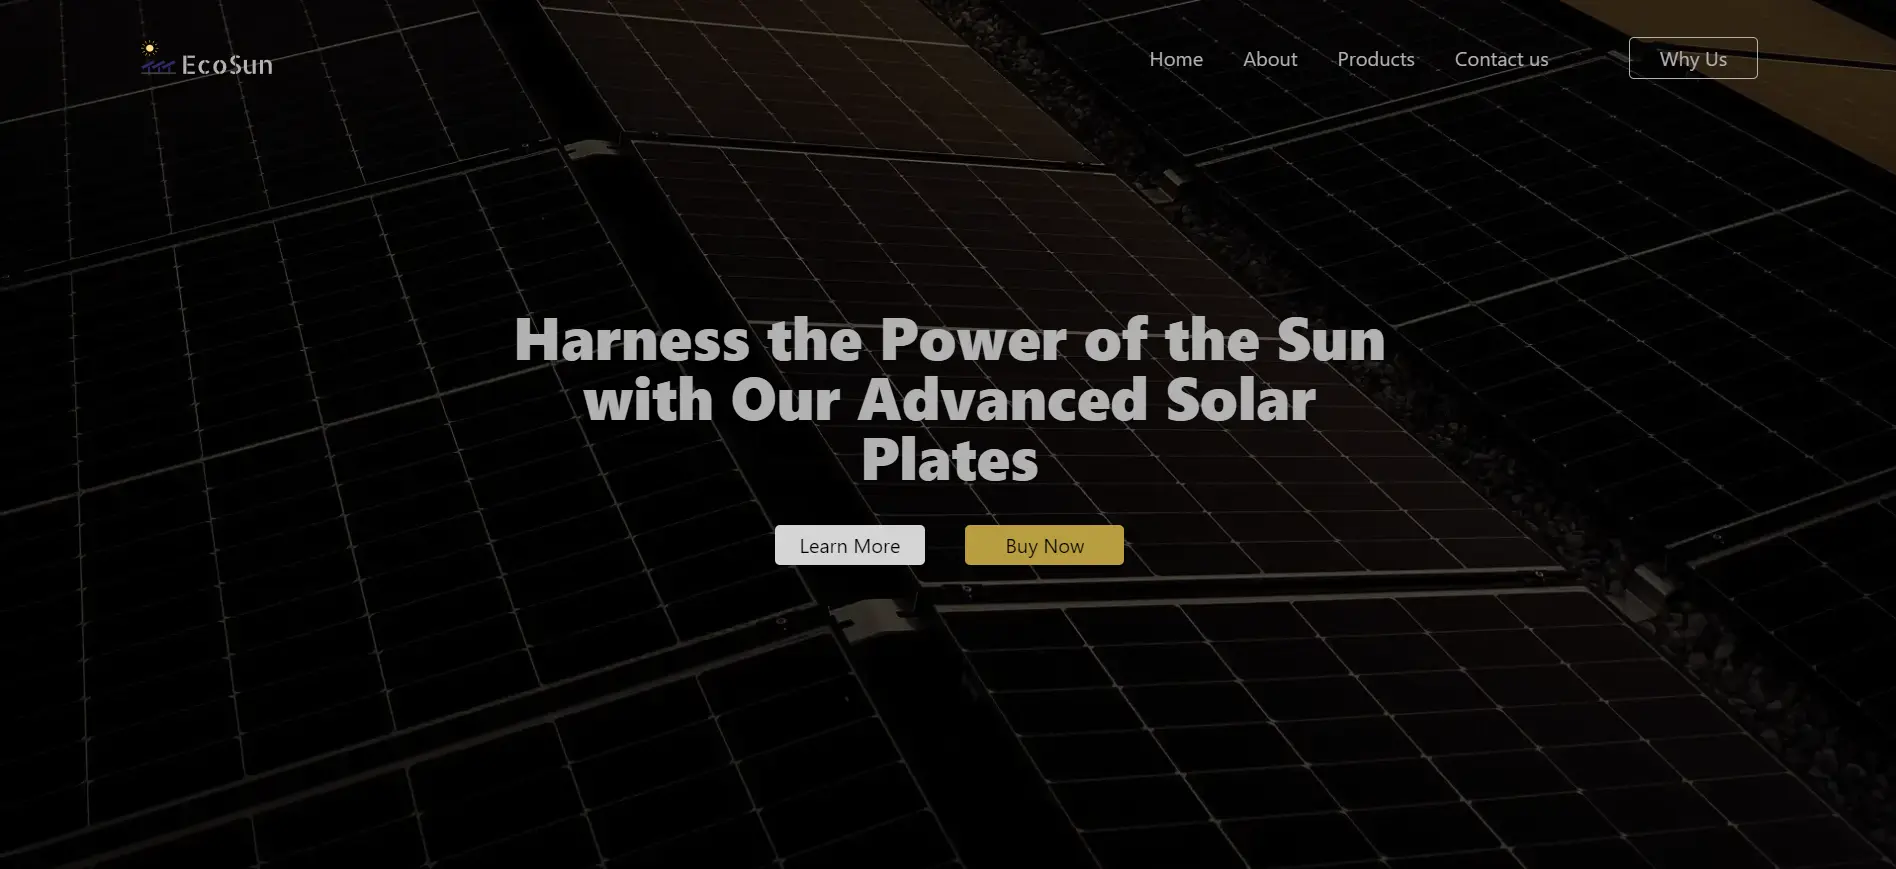 EcoSun
Home
About
Products
Contact us
Why Us
Harness the Power of the Sun
with Our Advanced Solar
Plates
Learn More
Buy Now